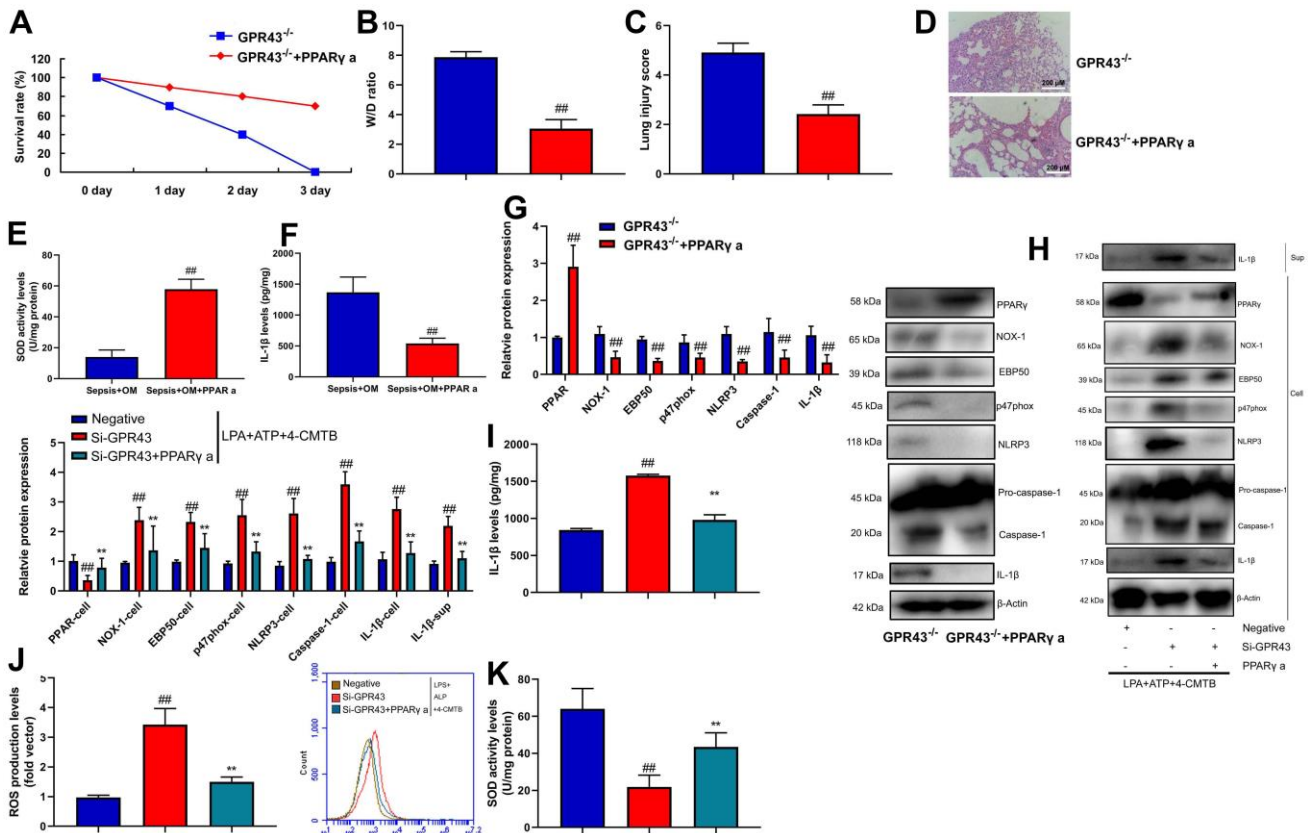 A
GPR43-/-
GPR43-/-+PPARγ a
Survival rate (%)
120
100
80
60
40
20
0
0 day
1 day
2 day
3 day
B
W/D ratio
10
8
6
4
2
0
##
C
Lung injury score
6
4
2
0
##
D
200 μM
GPR43-/-
200 μM
GPR43-/-+PPARγ a
E
SOD activity levels
(U/mg protein)
80
60
40
20
0
##
Sepsis+OM
Sepsis+OM+PPAR a
F
IL-1β levels (pg/mg)
1500
1000
500
0
##
Sepsis+OM
Sepsis+OM+PPAR a
G
GPR43-/-
GPR43-/-+PPARγ a
Relatvie protein expression
4
3
2
1
0
##
##
##
##
##
##
##
PPAR
NOX-1
EBP50
p47phox
NLRP3
Caspase-1
IL-1β
58 kDa
PPARγ
65 kDa
NOX-1
39 kDa
EBP50
45 kDa
p47phox
118 kDa
NLRP3
45 kDa
Pro-caspase-1
20 kDa
Caspase-1
17 kDa
IL-1β
42 kDa
β-Actin
GPR43-/-
GPR43-/-+PPARγ a
H
17 kDa
IL-1β
Sup
58 kDa
PPARγ
65 kDa
NOX-1
39 kDa
EBP50
45 kDa
p47phox
118 kDa
NLRP3
Cell
45 kDa
Pro-caspase-1
20 kDa
Caspase-1
17 kDa
IL-1β
42 kDa
β-Actin
+ - - Negative
- + + Si-GPR43
- - + PPARγ a
LPA+ATP+4-CMTB
Negative
Si-GPR43
Si-GPR43+PPARγ a
LPA+ATP+4-CMTB
Relatvie protein expression
5
4
3
2
1
0
## **
## **
## **
## **
## **
## **
## **
## **
PPAR-cell
NOX-1-cell
EBP50-cell
p47phox-cell
NLRP3-cell
Caspase-1-cell
IL-1β-cell
IL-1β-sup
I
IL-1β levels (pg/mg)
2000
1500
1000
500
0
##
**
J
ROS production levels
(fold vector)
5
4
3
2
1
0
##
**
Count
1,600
1,000
500
0
Negative
Si-GPR43
Si-GPR43+PPARγ a
LPS+
ALP
+4-CMTB
K
SOD activity levels
(U/mg protein)
80
60
40
20
0
##
**